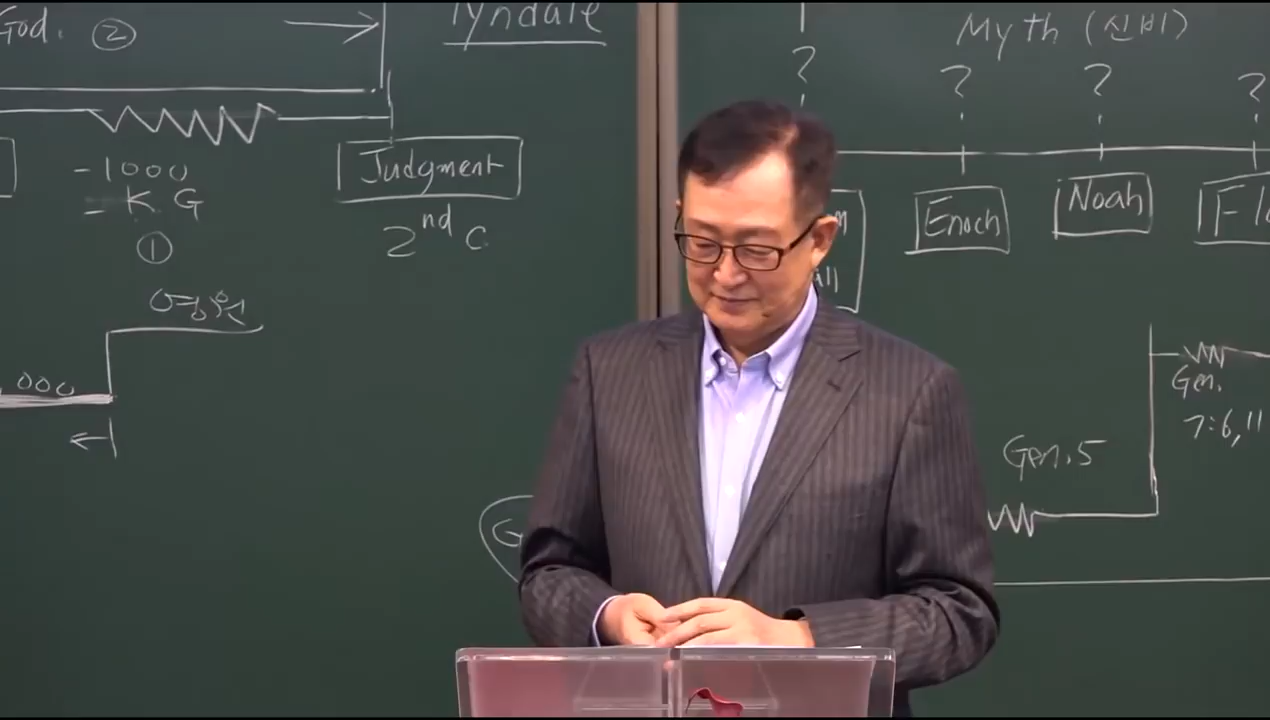 God. ②
Tyndale
-1000
= K G
①
Judgment
2nd C
영원
,000
Myth (신비)
? ? ? ?
Enoch
Noah
Gen.
7:6,11
Gen. 5
G